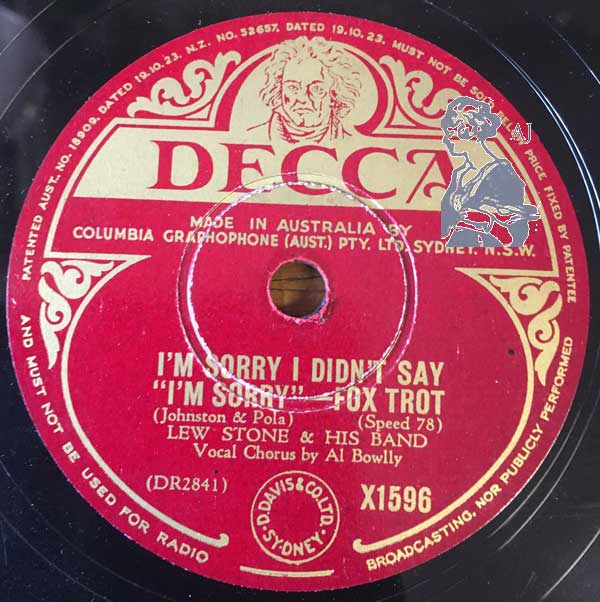 PATENTED AUST. NO. 18909. DATED 19.10.23. N.Z. NO. 52657. DATED 19.10.23. MUST NOT BE SOLD BELOW PRICE FIXED BY PATENTEE
DECCA
AJ
MADE IN AUSTRALIA BY
COLUMBIA GRAPHOPHONE (AUST.) PTY. LTD. SYDNEY. N.S.W.
I'M SORRY I DIDN'T SAY
"I'M SORRY"—FOX TROT
(Johnston & Pola) (Speed 78)
LEW STONE & HIS BAND
Vocal Chorus by Al Bowlly
(DR2841)
D. DAVIS & CO. LTD.
SYDNEY.
X1596
AND MUST NOT BE USED FOR RADIO
BROADCASTING, NOR PUBLICLY PERFORMED